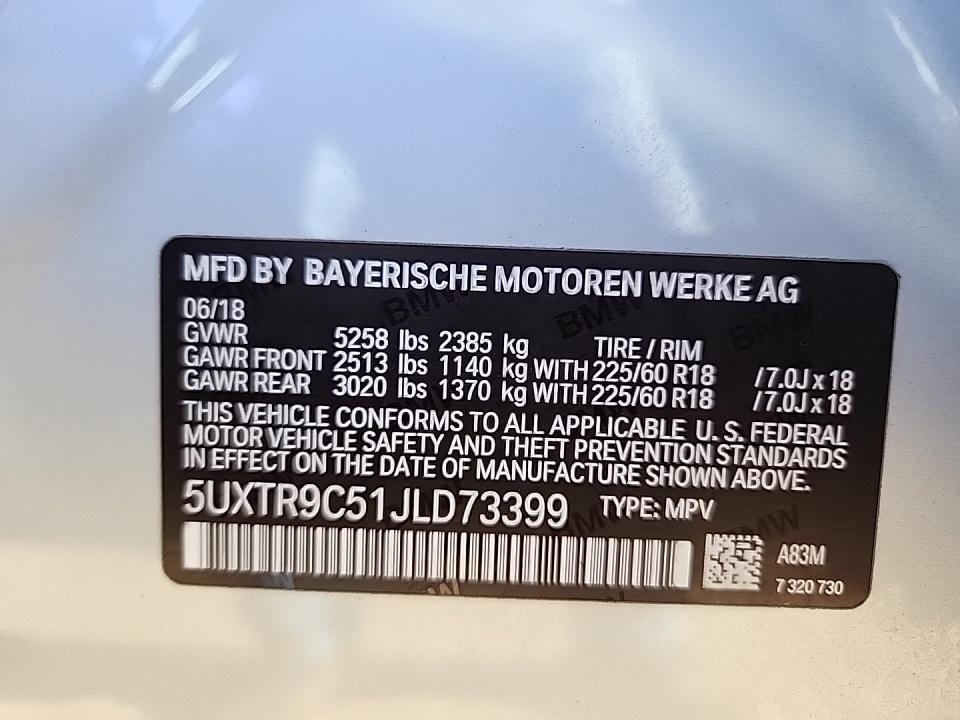 MFD BY BAYERISCHE MOTOREN WERKE AG
06/18
GVWR 5258 lbs 2385 kg TIRE / RIM
GAWR FRONT 2513 lbs 1140 kg WITH 225/60 R18 / 7.0J x 18
GAWR REAR 3020 lbs 1370 kg WITH 225/60 R18 / 7.0J x 18
THIS VEHICLE CONFORMS TO ALL APPLICABLE U. S. FEDERAL
MOTOR VEHICLE SAFETY AND THEFT PREVENTION STANDARDS
IN EFFECT ON THE DATE OF MANUFACTURE SHOWN ABOVE.
5UXTR9C51JLD73399 TYPE: MPV
A83M
7 320 730